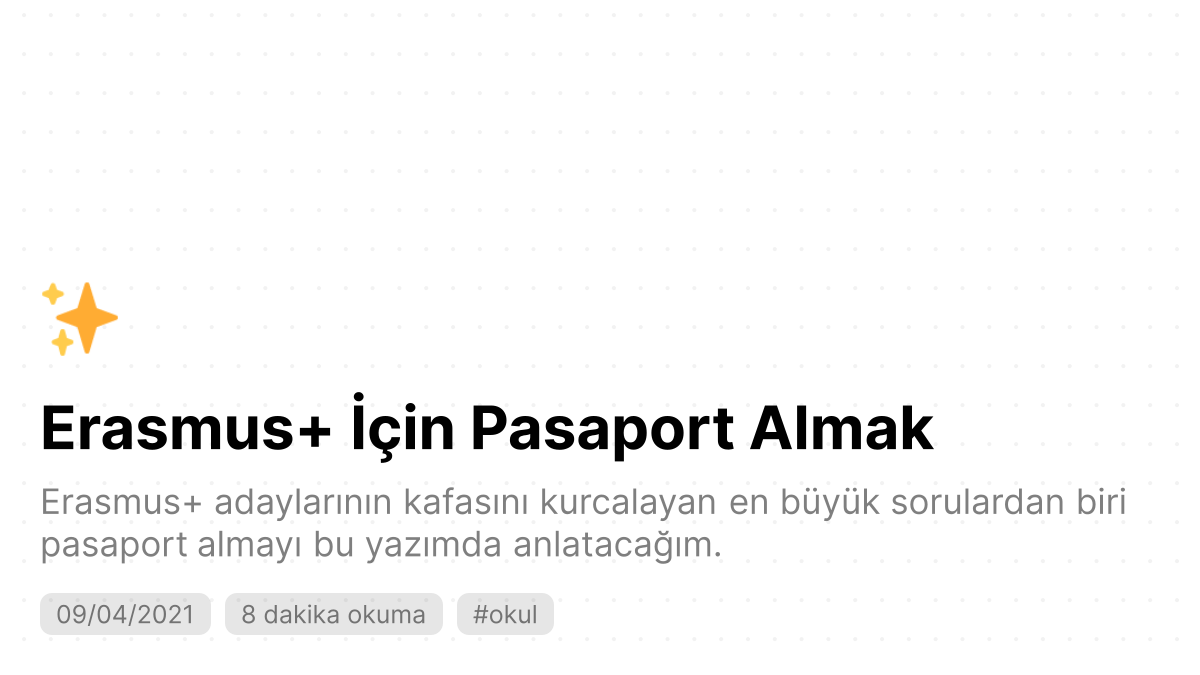 Erasmus+ İçin Pasaport Almak
Erasmus+ adaylarının kafasını kurcalayan en büyük sorulardan biri
pasaport almayı bu yazımda anlatacağım.
09/04/2021 8 dakika okuma #okul